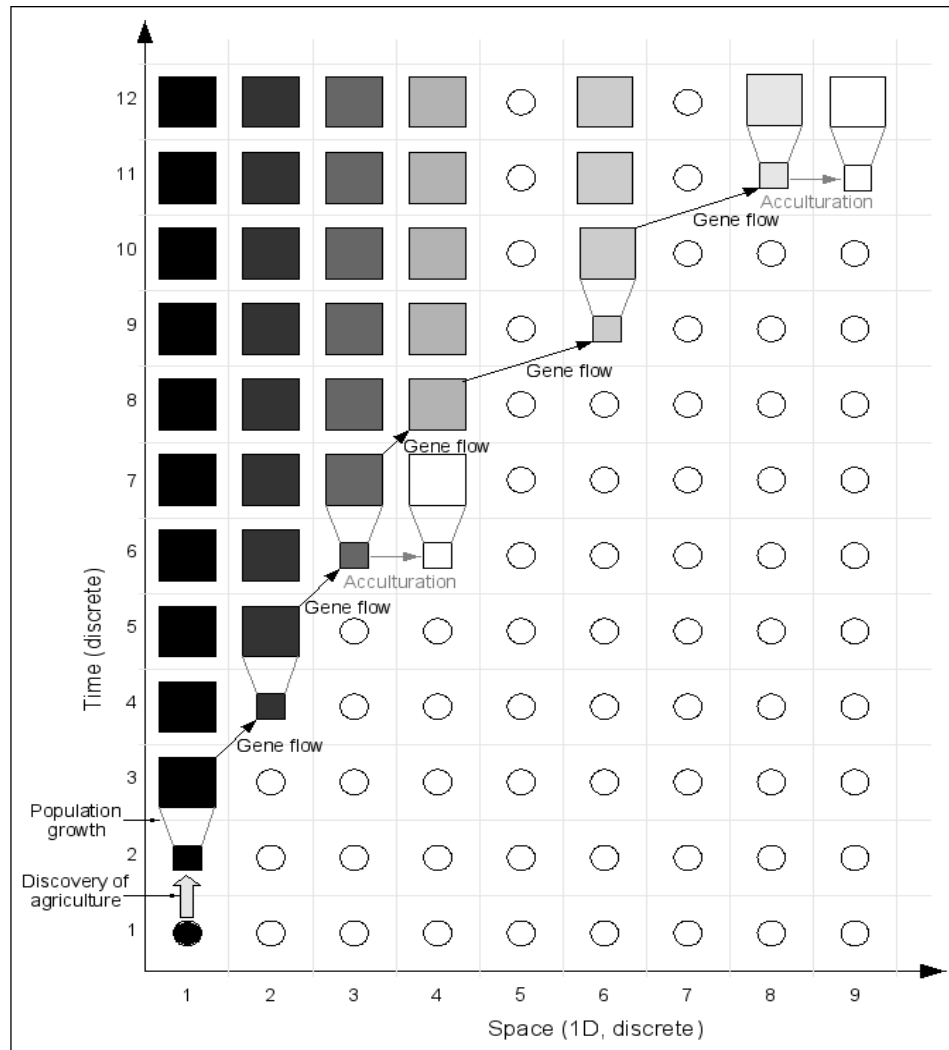 12
11
Acculturation
Gene flow
10
9
Gene flow
8
Gene flow
7
6
Acculturation
Gene flow
5
Time (discrete)
4
Gene flow
3
Population
growth
2
Discovery of
agriculture
1
1 2 3 4 5 6 7 8 9
Space (1D, discrete)